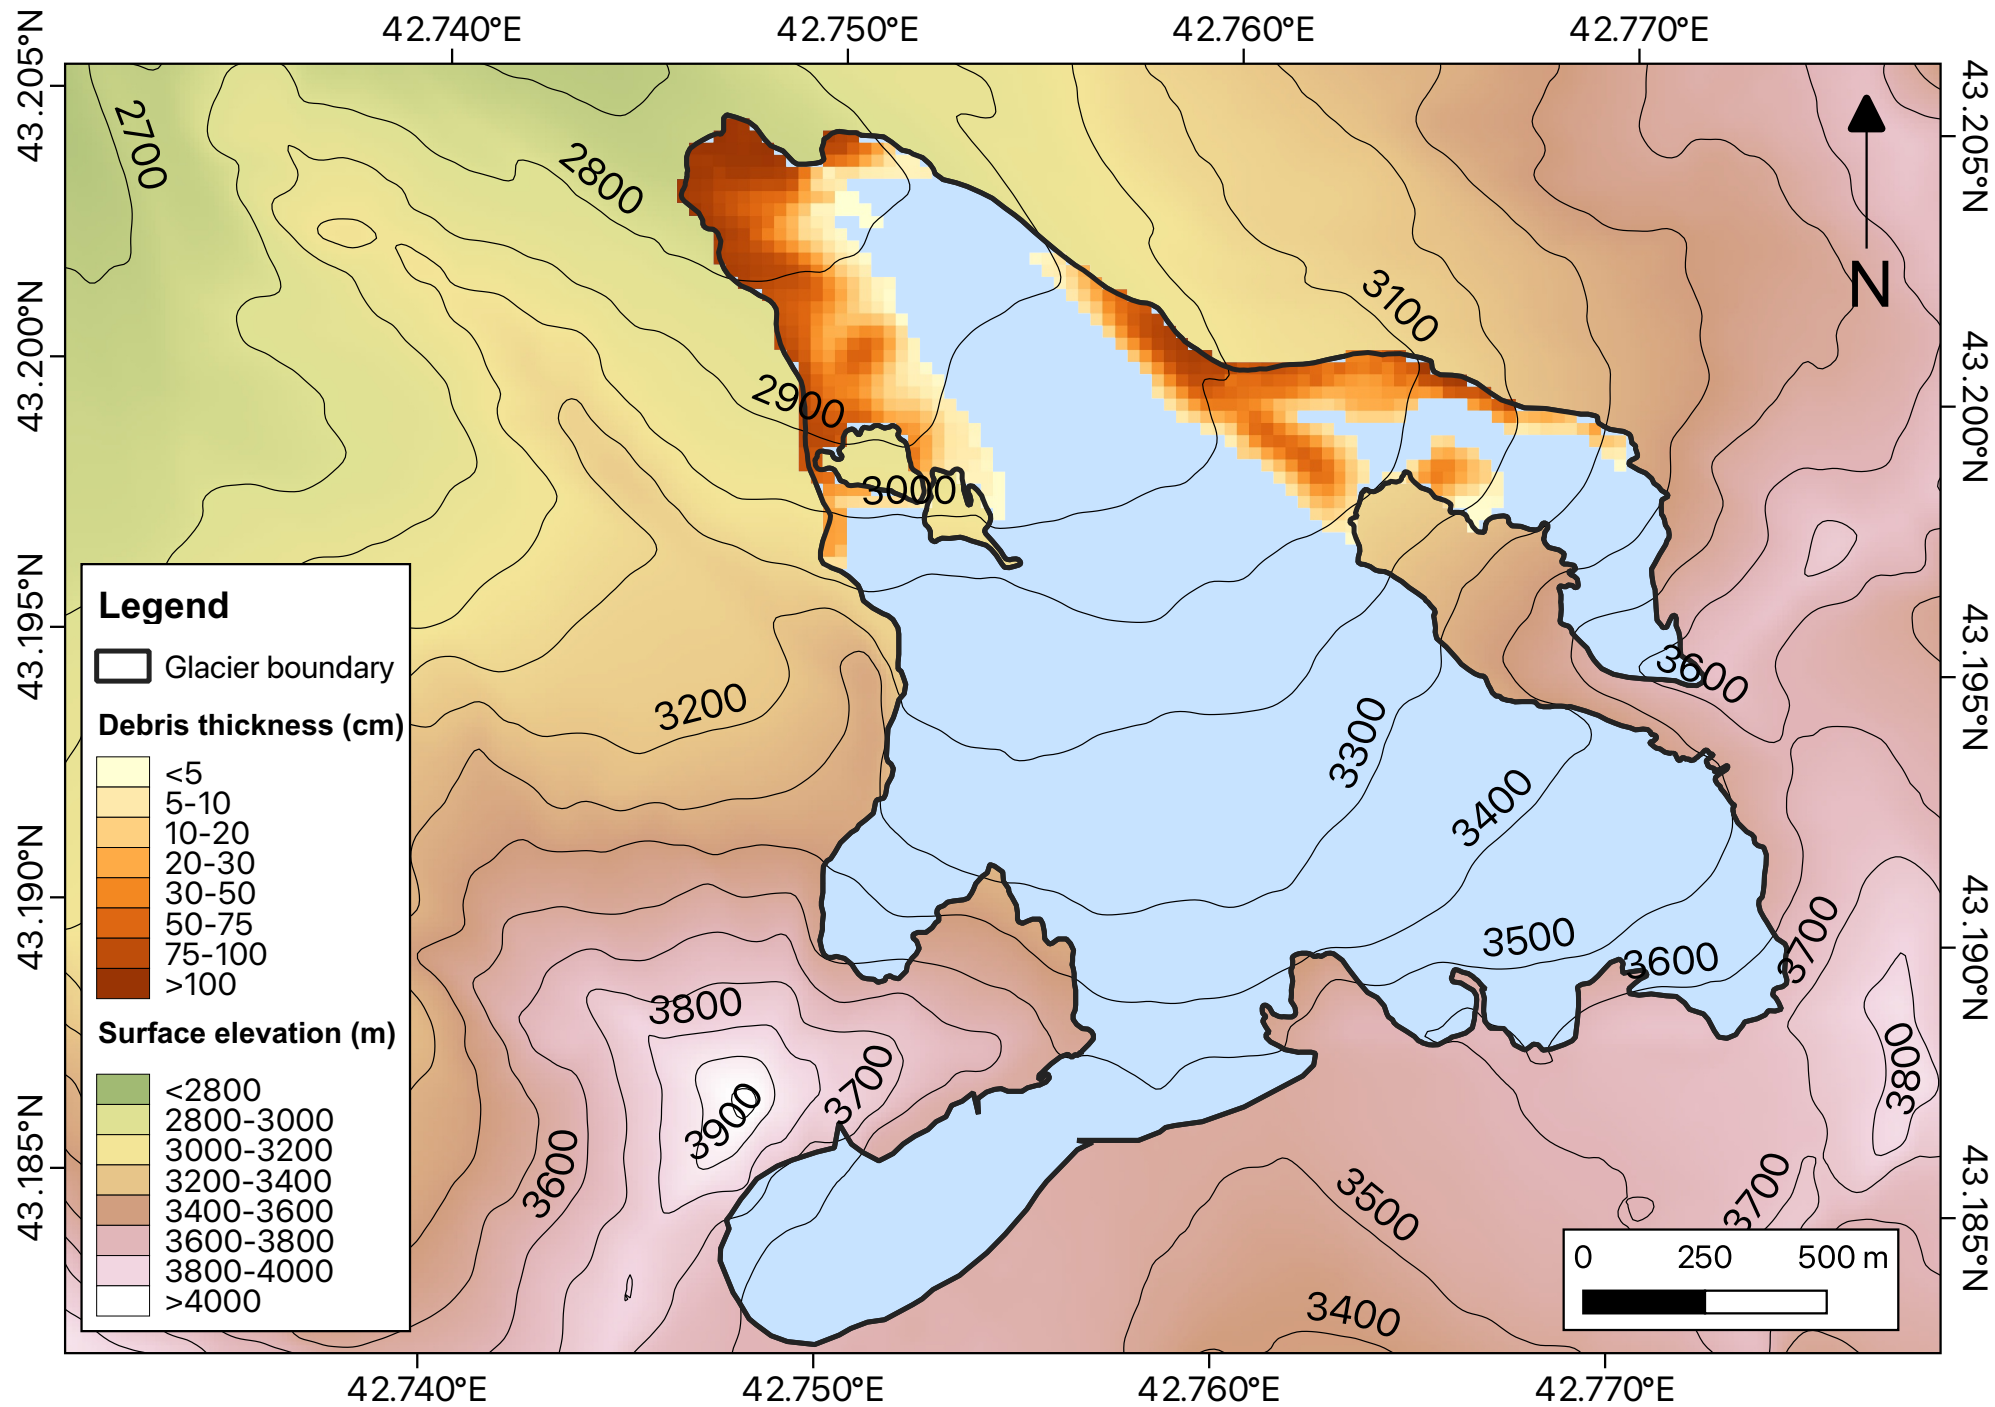 42.740°E
42.750°E
42.760°E
42.770°E
43.205°N
43.200°N
43.195°N
43.190°N
43.185°N
43.205°N
43.200°N
43.195°N
43.190°N
43.185°N
N
2700
2800
2900
3000
3100
3200
3300
3400
3500
3600
3600
3700
3800
3800
3900
3700
3600
3500
3400
3700
Legend
Glacier boundary
Debris thickness (cm)
<5
5-10
10-20
20-30
30-50
50-75
75-100
>100
Surface elevation (m)
<2800
2800-3000
3000-3200
3200-3400
3400-3600
3600-3800
3800-4000
>4000
0 250 500 m
42.740°E
42.750°E
42.760°E
42.770°E